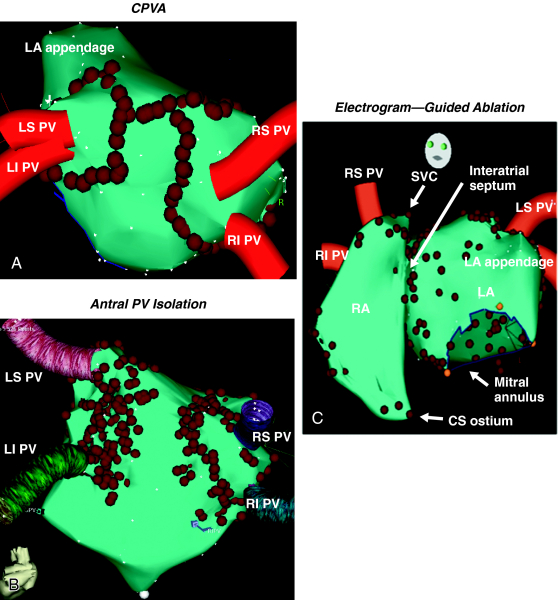 CPVA
LA appendage
LS PV
LI PV
RS PV
R
RI PV
A
Antral PV Isolation
LS PV
LI PV
RS PV
RI PV
B
Electrogram—Guided Ablation
RS PV
SVC
Interatrial
septum
LS PV
RI PV
LA appendage
LA
RA
Mitral
annulus
CS ostium
C